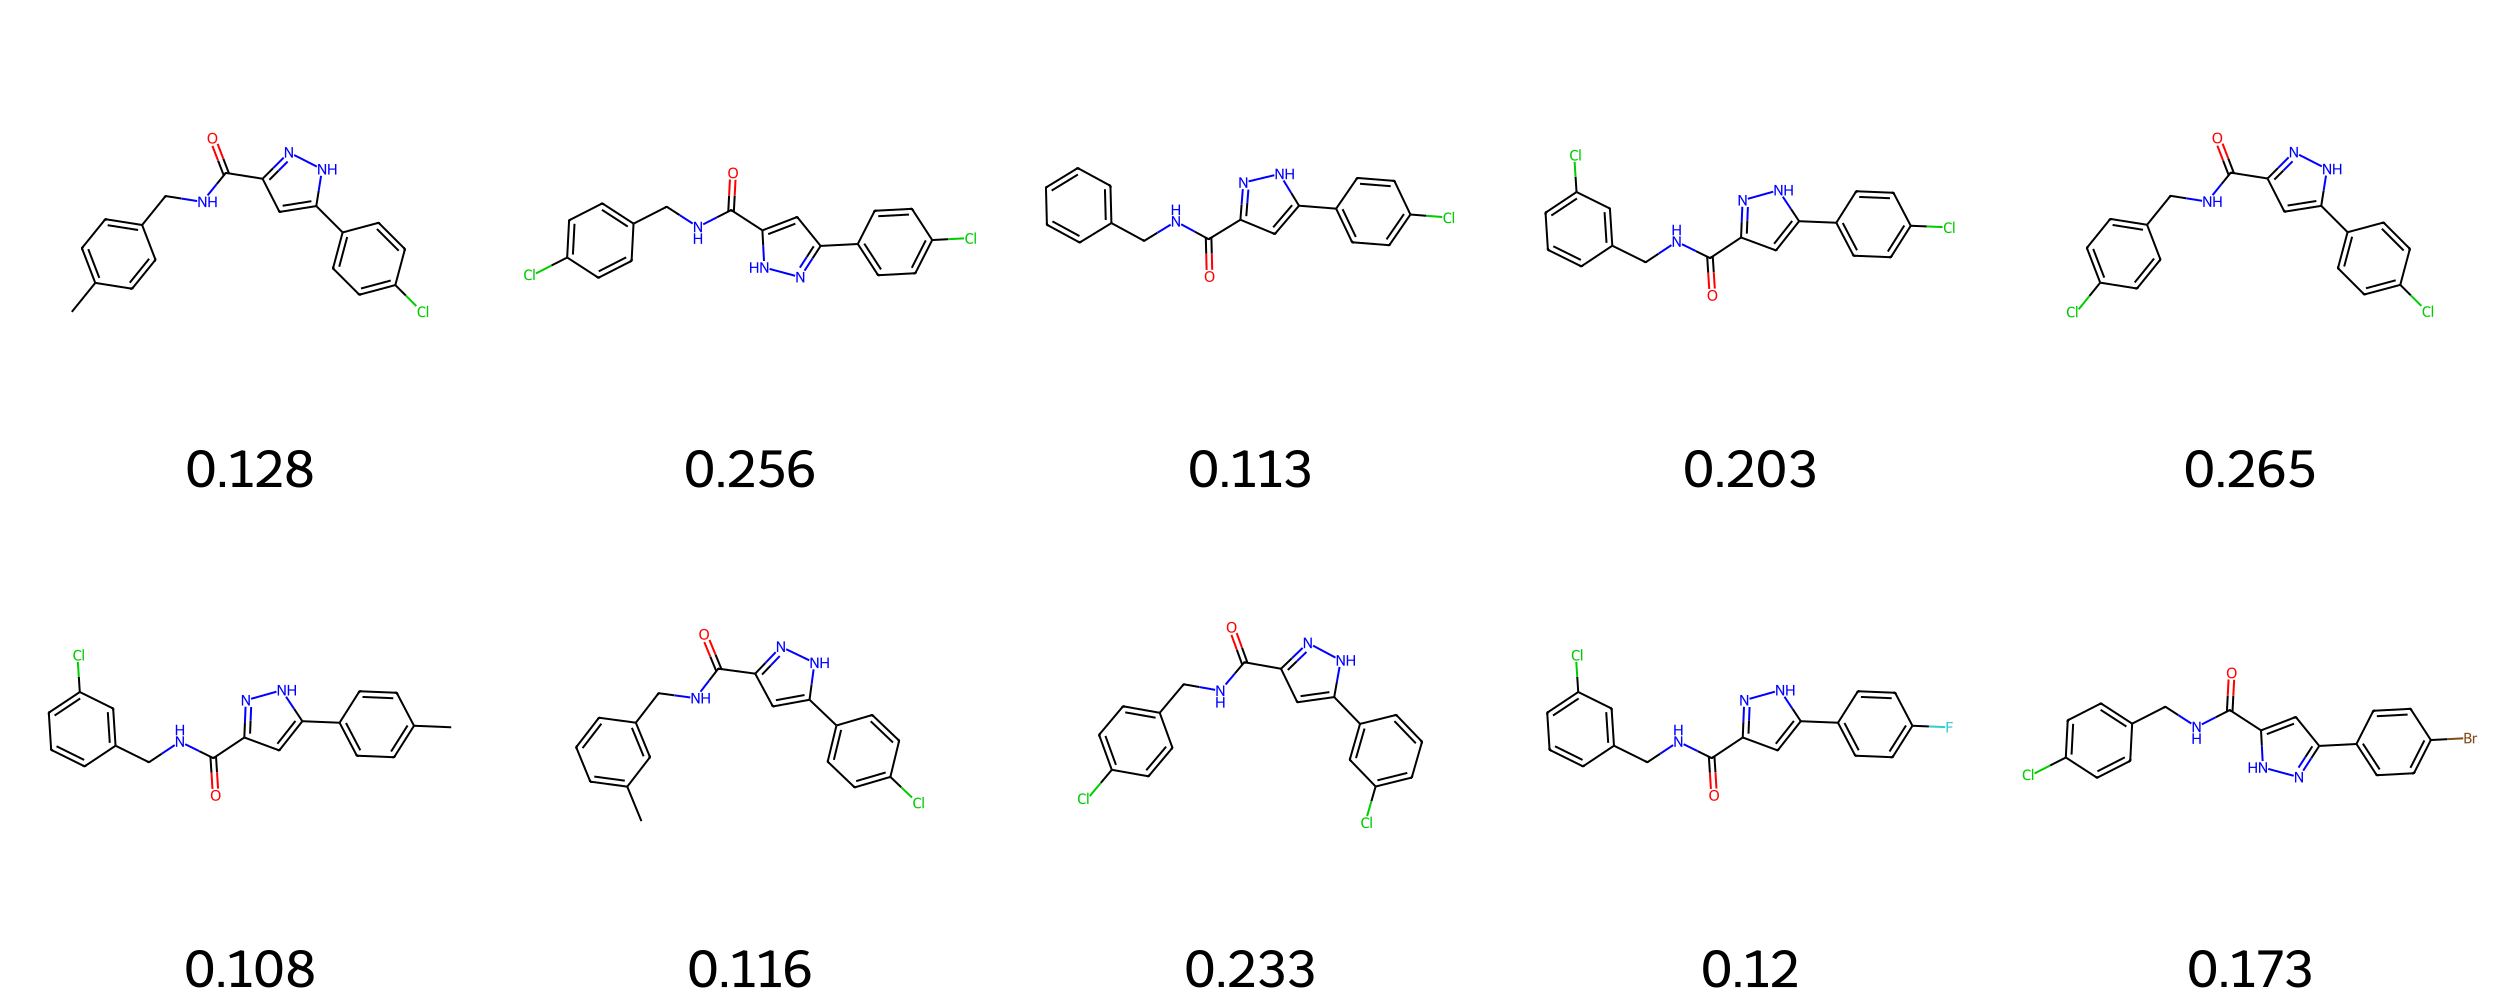 O N NH NH Cl
O N H HN N Cl Cl
H N N NH O Cl
Cl H N N NH O Cl
O N NH NH Cl Cl
0.128 0.256 0.113 0.203 0.265
Cl H N N NH O
O N NH NH Cl
O N NH N H Cl Cl
Cl H N N NH O F
O N H HN N Cl Br
0.108 0.116 0.233 0.12 0.173